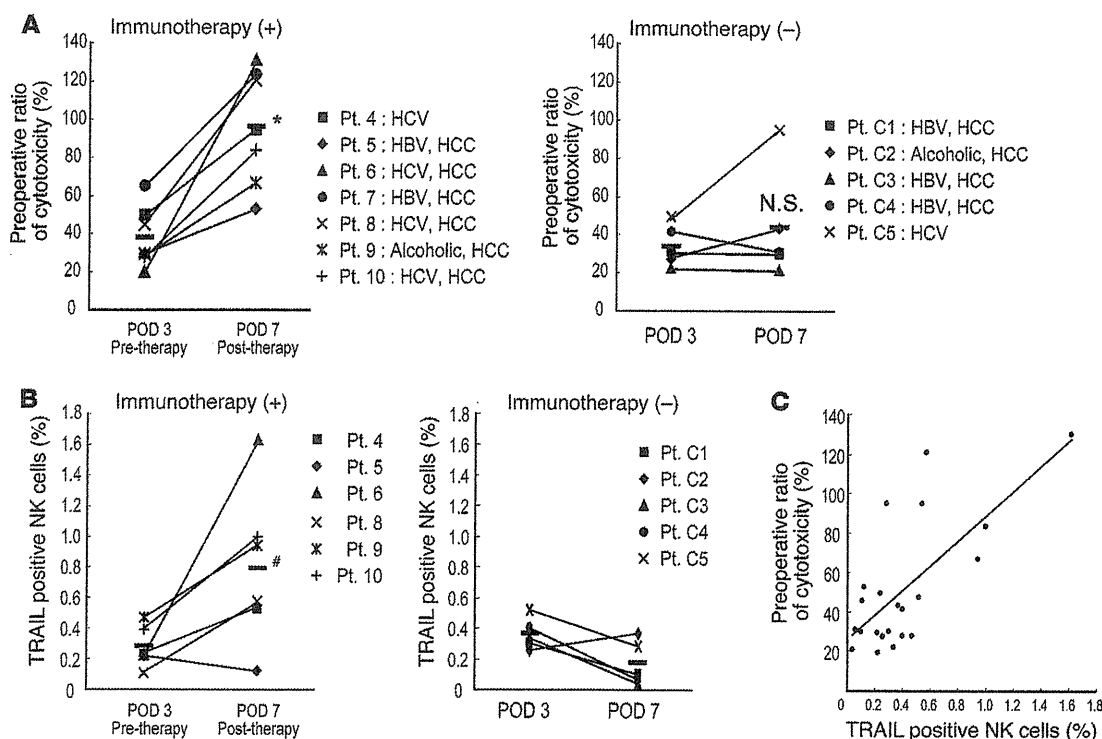 A
Immunotherapy (+)
Preoperative ratio
of cytotoxicity (%)
140
120
100
80
60
40
20
0
POD 3
Pre-therapy
POD 7
Post-therapy
*
Pt. 4 : HCV
Pt. 5 : HBV, HCC
Pt. 6 : HCV, HCC
Pt. 7 : HBV, HCC
Pt. 8 : HCV, HCC
Pt. 9 : Alcoholic, HCC
Pt. 10 : HCV, HCC
Immunotherapy (–)
Preoperative ratio
of cytotoxicity (%)
140
120
100
80
60
40
20
0
POD 3
POD 7
N.S.
Pt. C1 : HBV, HCC
Pt. C2 : Alcoholic, HCC
Pt. C3 : HBV, HCC
Pt. C4 : HBV, HCC
Pt. C5 : HCV
B
Immunotherapy (+)
TRAIL positive NK cells (%)
1.8
1.6
1.4
1.2
1.0
0.8
0.6
0.4
0.2
0
POD 3
Pre-therapy
POD 7
Post-therapy
#
Pt. 4
Pt. 5
Pt. 6
Pt. 8
Pt. 9
Pt. 10
Immunotherapy (–)
TRAIL positive NK cells (%)
1.8
1.6
1.4
1.2
1.0
0.8
0.6
0.4
0.2
0
POD 3
POD 7
Pt. C1
Pt. C2
Pt. C3
Pt. C4
Pt. C5
C
Preoperative ratio
of cytotoxicity (%)
140
120
100
80
60
40
20
0 0.2 0.4 0.6 0.8 1.0 1.2 1.4 1.6 1.8
TRAIL positive NK cells (%)